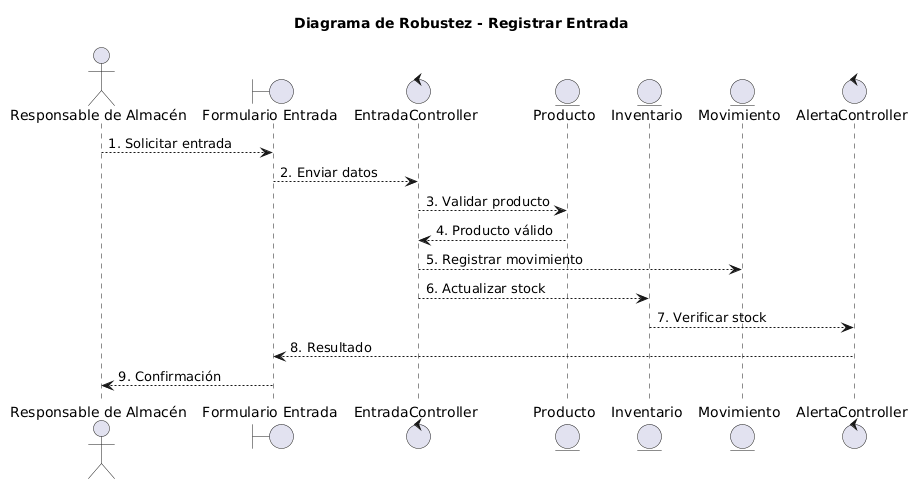 Diagrama de Robustez - Registrar Entrada
Responsable de Almacén
Formulario Entrada
EntradaController
Producto
Inventario
Movimiento
AlertaController
1. Solicitar entrada
2. Enviar datos
3. Validar producto
4. Producto válido
5. Registrar movimiento
6. Actualizar stock
7. Verificar stock
8. Resultado
9. Confirmación
Responsable de Almacén
Formulario Entrada
EntradaController
Producto
Inventario
Movimiento
AlertaController